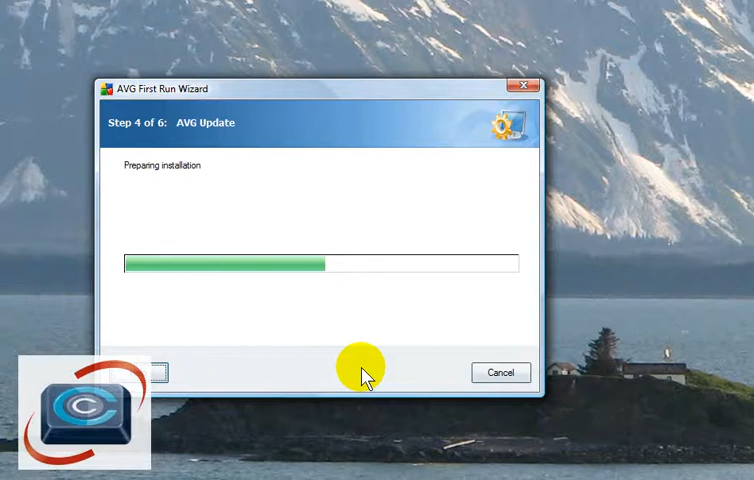 AVG First Run Wizard
Step 4 of 6: AVG Update
Preparing installation
Cancel